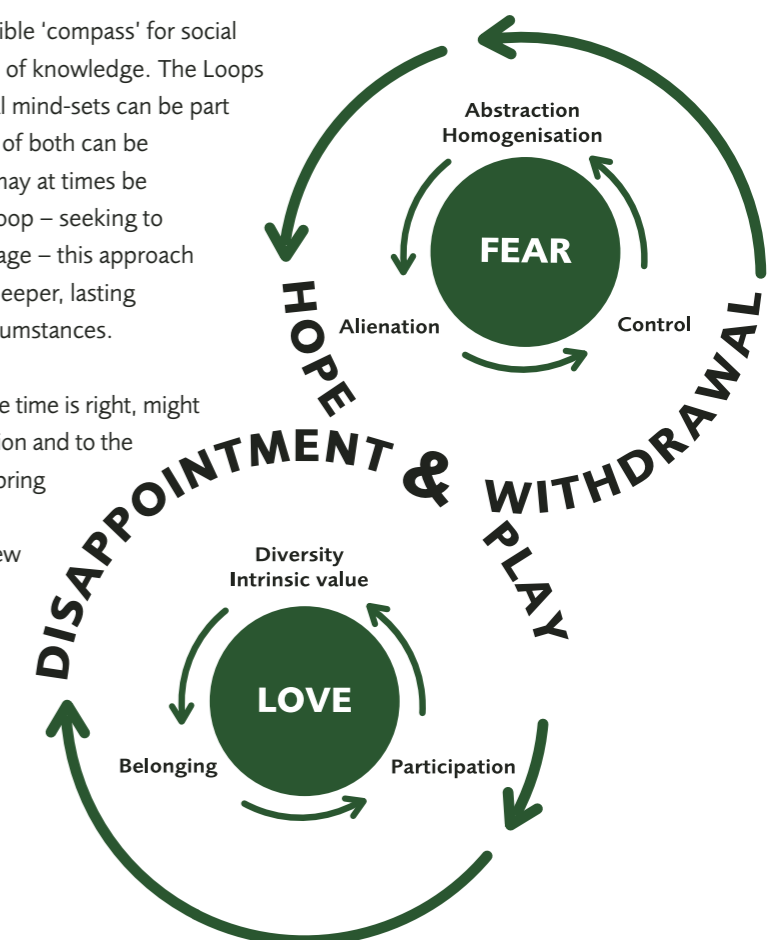 ible ‘compass’ for social
of knowledge. The Loops
l mind-sets can be part
of both can be
may at times be
oop – seeking to
age – this approach
eeper, lasting
umstances.
e time is right, might
ion and to the
bring
ew
Abstraction
Homogenisation
FEAR
Alienation
Control
HOPE
& PLAY
DISAPPOINTMENT
& WITHDRAWAL
Diversity
Intrinsic value
LOVE
Belonging
Participation